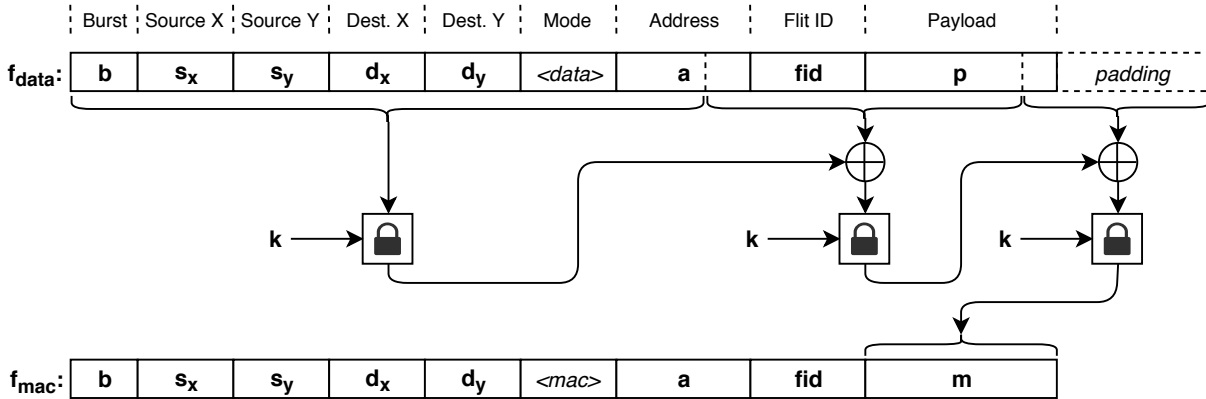 Burst Source X Source Y Dest. X Dest. Y Mode Address Flit ID Payload
f_data: b s_x s_y d_x d_y <data> a fid p padding
k k k
f_mac: b s_x s_y d_x d_y <mac> a fid m